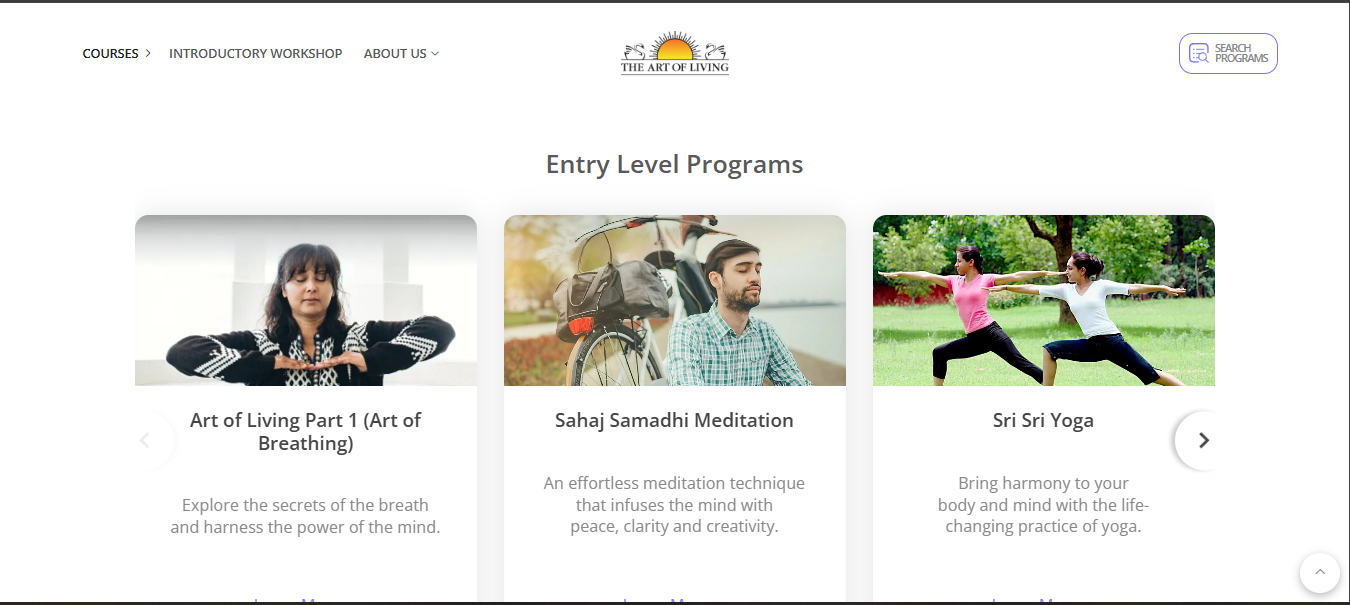 COURSES
INTRODUCTORY WORKSHOP
ABOUT US
THE ART OF LIVING
SEARCH
PROGRAMS
Entry Level Programs
Art of Living Part 1 (Art of
Breathing)
Explore the secrets of the breath
and harness the power of the mind.
Sahaj Samadhi Meditation
An effortless meditation technique
that infuses the mind with
peace, clarity and creativity.
Sri Sri Yoga
Bring harmony to your
body and mind with the life-
changing practice of yoga.